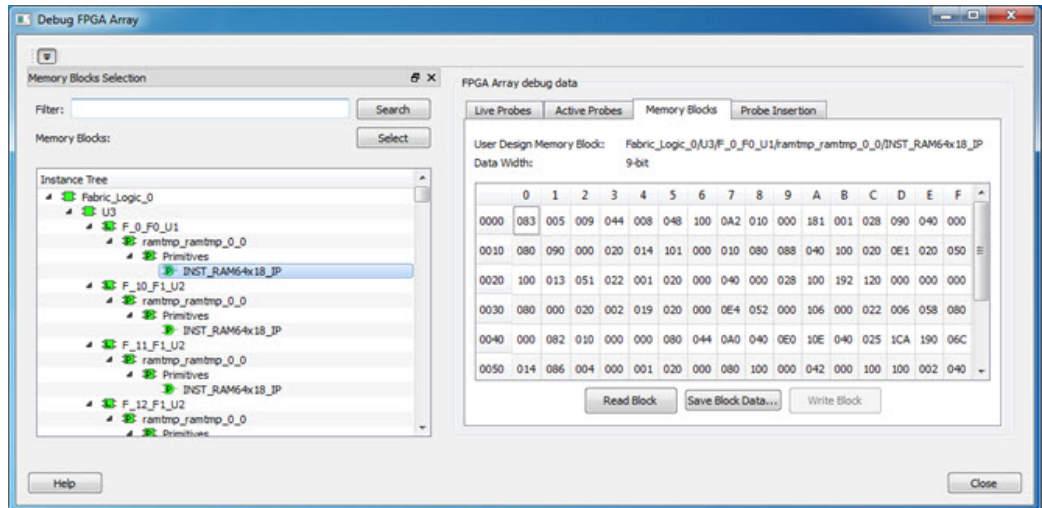 Debug FPGA Array
Memory Blocks Selection
Filter:
Search
Memory Blocks:
Select
Instance Tree
Fabric_Logic_0
U3
F_0_F0_U1
ramtmp_ramtmp_0_0
Primitives
INST_RAM64x18_IP
F_10_F1_U2
ramtmp_ramtmp_0_0
Primitives
INST_RAM64x18_IP
F_11_F1_U2
ramtmp_ramtmp_0_0
Primitives
INST_RAM64x18_IP
F_12_F1_U2
ramtmp_ramtmp_0_0
Primitives
FPGA Array debug data
Live Probes Active Probes Memory Blocks Probe Insertion
User Design Memory Block: Fabric_Logic_0/U3/F_0_F0_U1/ramtmp_ramtmp_0_0/INST_RAM64x18_IP
Data Width: 9-bit
0 1 2 3 4 5 6 7 8 9 A B C D E F
0000 083 005 009 044 008 048 100 0A2 010 000 181 001 028 090 040 000
0010 080 090 000 020 014 101 000 010 080 088 040 100 020 0E1 020 050
0020 100 013 051 022 001 020 000 040 000 028 100 192 120 000 000 000
0030 080 000 020 002 019 020 000 0E4 052 000 106 000 022 006 058 080
0040 000 082 010 000 000 080 044 0A0 040 0E0 10E 040 025 1CA 190 06C
0050 014 086 004 000 001 020 000 080 100 000 042 000 100 100 002 040
Read Block Save Block Data... Write Block
Help
Close